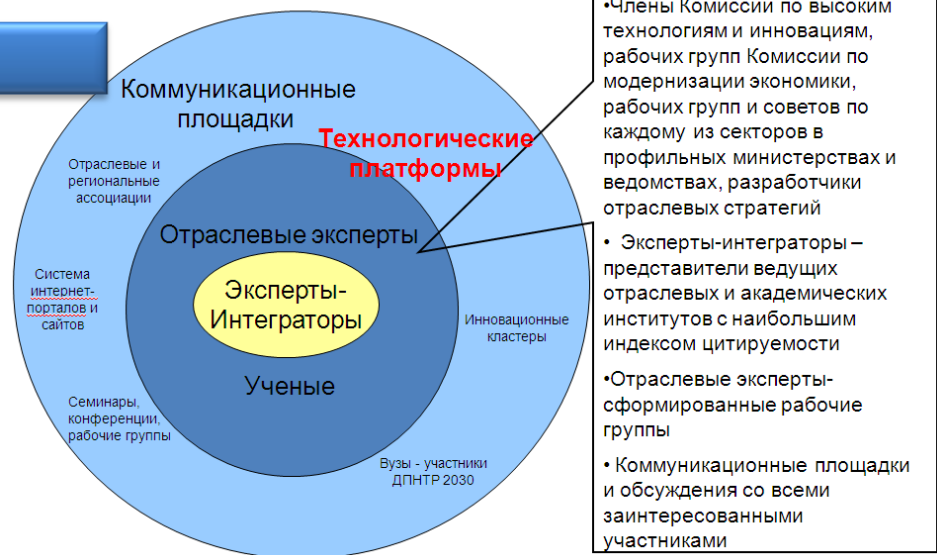 Коммуникационные
площадки
Технологические
платформы
Отраслевые и
региональные
ассоциации
Отраслевые эксперты
Система
интернет-
порталов и
сайтов
Эксперты-
Интеграторы
Инновационные
кластеры
Ученые
Семинары,
конференции,
рабочие группы
Вузы - участники
ДПНТР 2030
•Члены Комиссии по высоким
технологиям и инновациям,
рабочих групп Комиссии по
модернизации экономики,
рабочих групп и советов по
каждому из секторов в
профильных министерствах и
ведомствах, разработчики
отраслевых стратегий
• Эксперты-интеграторы –
представители ведущих
отраслевых и академических
институтов с наибольшим
индексом цитируемости
•Отраслевые эксперты-
сформированные рабочие
группы
• Коммуникационные площадки
и обсуждения со всеми
заинтересованными
участниками